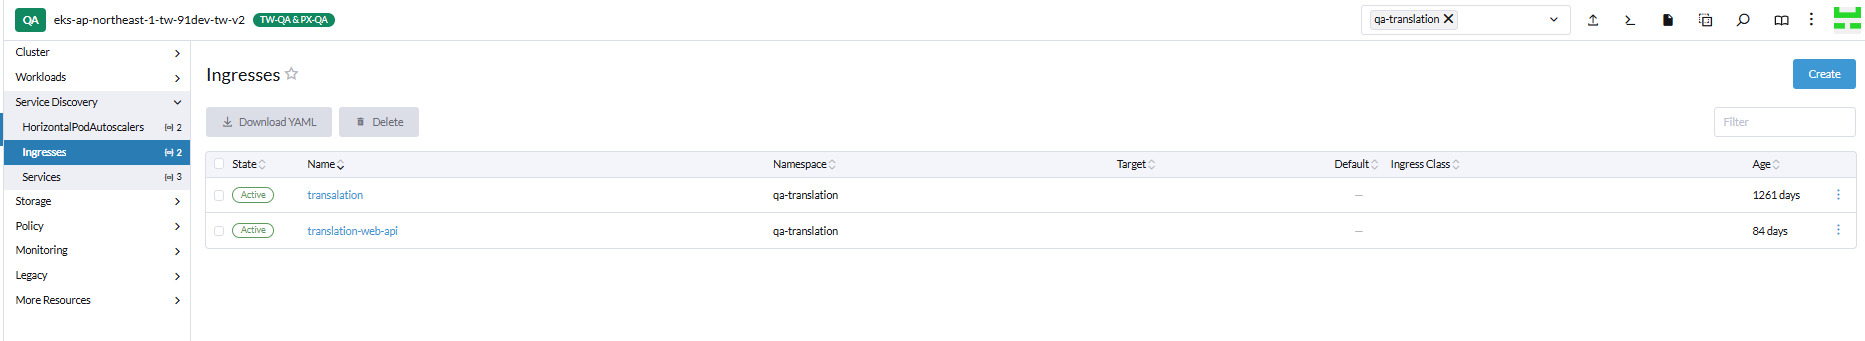 QA eks-ap-northeast-1-tw-91dev-tw-v2 TW-QA & PX-QA qa-translation
Cluster
Workloads
Service Discovery
HorizontalPodAutoscalers 2
Ingresses 2
Services 3
Storage
Policy
Monitoring
Legacy
More Resources
Ingresses
Create
Download YAML Delete
Filter
State Name Namespace Target Default Ingress Class Age
Active transalation qa-translation — 1261 days
Active translation-web-api qa-translation — 84 days